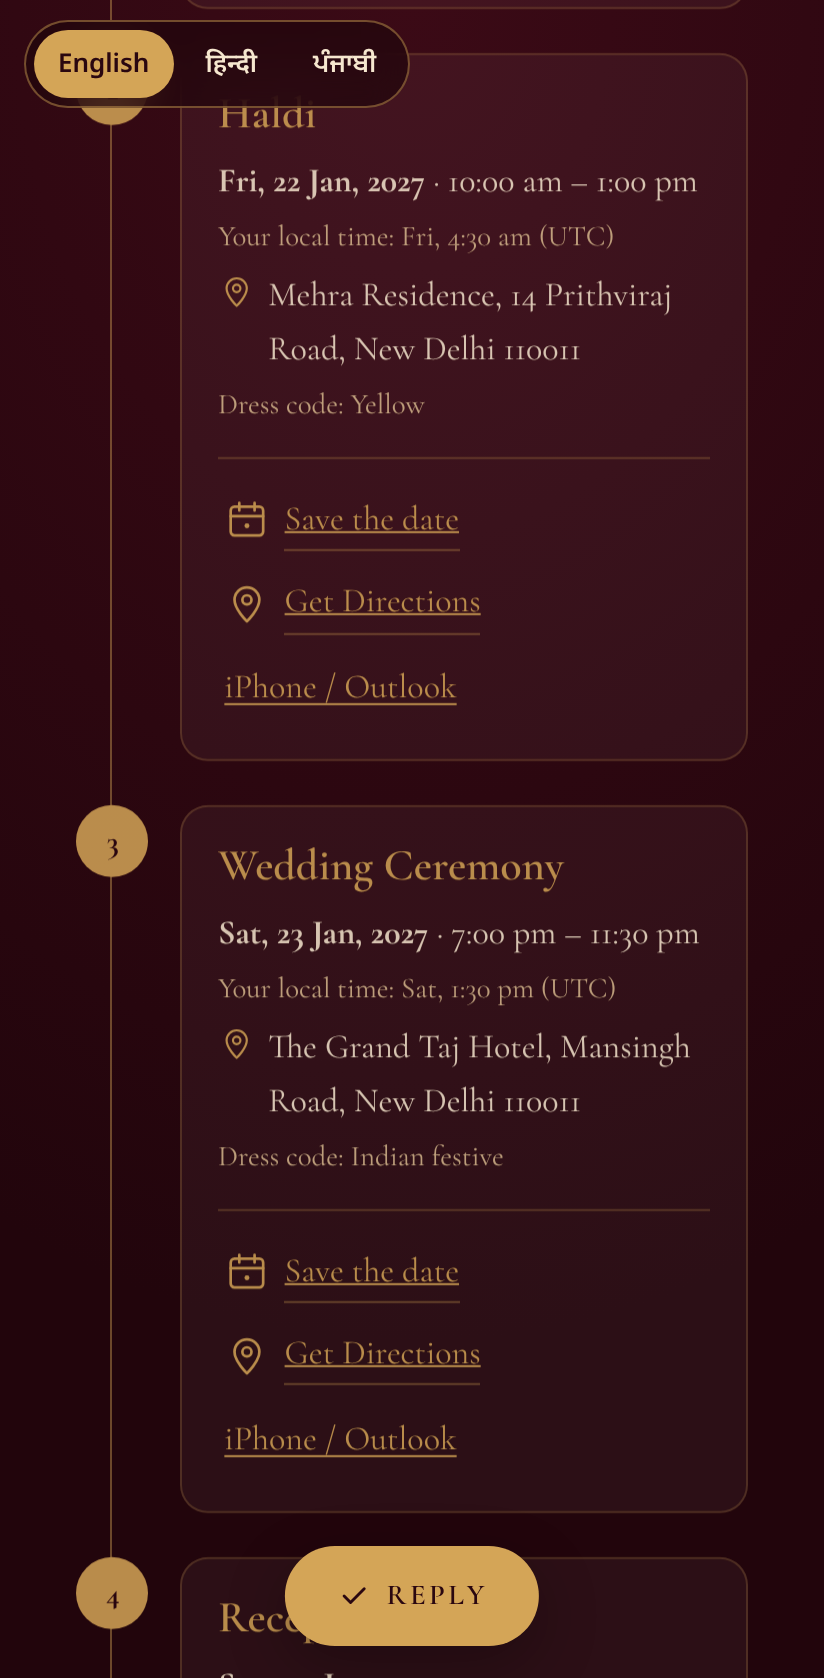 English हिन्दी ਪੰਜਾਬੀ
Haldi
Fri, 22 Jan, 2027 · 10:00 am – 1:00 pm
Your local time: Fri, 4:30 am (UTC)
Mehra Residence, 14 Prithviraj
Road, New Delhi 110011
Dress code: Yellow
Save the date
Get Directions
iPhone / Outlook
3
Wedding Ceremony
Sat, 23 Jan, 2027 · 7:00 pm – 11:30 pm
Your local time: Sat, 1:30 pm (UTC)
The Grand Taj Hotel, Mansingh
Road, New Delhi 110011
Dress code: Indian festive
Save the date
Get Directions
iPhone / Outlook
4
REPLY